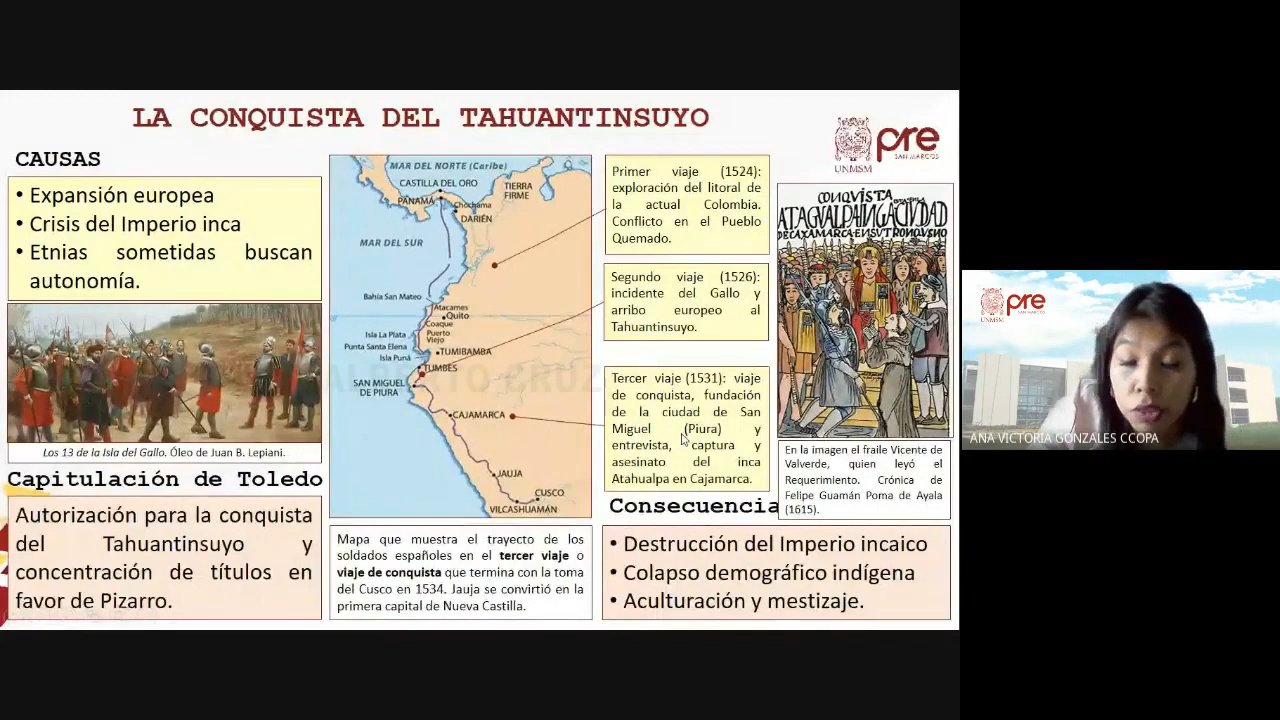 LA CONQUISTA DEL TAHUANTINSUYO
UNMSM
pre
SAN MARCOS
CAUSAS
• Expansión europea
• Crisis del Imperio inca
• Etnias sometidas buscan
autonomía.
Los 13 de la Isla del Gallo. Óleo de Juan B. Lepiani.
Capitulación de Toledo
Autorización para la conquista
del Tahuantinsuyo y
concentración de títulos en
favor de Pizarro.
MAR DEL NORTE (Caribe)
CASTILLA DEL ORO
TIERRA
FIRME
PANAMÁ
Chochama
DARIÉN
MAR DEL SUR
Bahía San Mateo
Atacames
Quito
Coaque
Puerto
Viejo
Isla La Plata
Punta Santa Elena
Isla Puná
TUMIBAMBA
TUMBES
SAN MIGUEL
DE PIURA
CAJAMARCA
JAUJA
CUSCO
VILCASHUAMÁN
Mapa que muestra el trayecto de los
soldados españoles en el tercer viaje o
viaje de conquista que termina con la toma
del Cusco en 1534. Jauja se convirtió en la
primera capital de Nueva Castilla.
Primer viaje (1524):
exploración del litoral de
la actual Colombia.
Conflicto en el Pueblo
Quemado.
Segundo viaje (1526):
incidente del Gallo y
arribo europeo al
Tahuantinsuyo.
Tercer viaje (1531): viaje
de conquista, fundación
de la ciudad de San
Miguel (Piura) y
entrevista, captura y
asesinato del inca
Atahualpa en Cajamarca.
CONQVISTA
ATAGVALPAINGACIVDAD
DECAXAMARCAENSVTRONOVSNO
En la imagen el fraile Vicente de
Valverde, quien leyó el
Requerimiento. Crónica de
Felipe Guamán Poma de Ayala
(1615).
Consecuencia
• Destrucción del Imperio incaico
• Colapso demográfico indígena
• Aculturación y mestizaje.
UNMSM
pre
SAN MARCOS
ANA VICTORIA GONZALES CCOPA